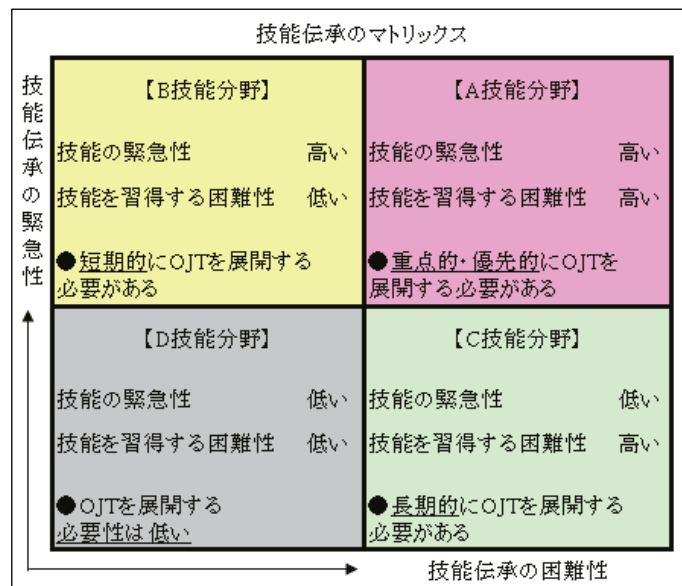 技能伝承のマトリックス
技能伝承の緊急性
【B技能分野】
技能の緊急性 高い
技能を習得する困難性 低い
●短期的にOJTを展開する
必要がある
【A技能分野】
技能の緊急性 高い
技能を習得する困難性 高い
●重点的・優先的にOJTを
展開する必要がある
【D技能分野】
技能の緊急性 低い
技能を習得する困難性 低い
●OJTを展開する
必要性は低い
【C技能分野】
技能の緊急性 低い
技能を習得する困難性 高い
●長期的にOJTを展開する
必要がある
技能伝承の困難性